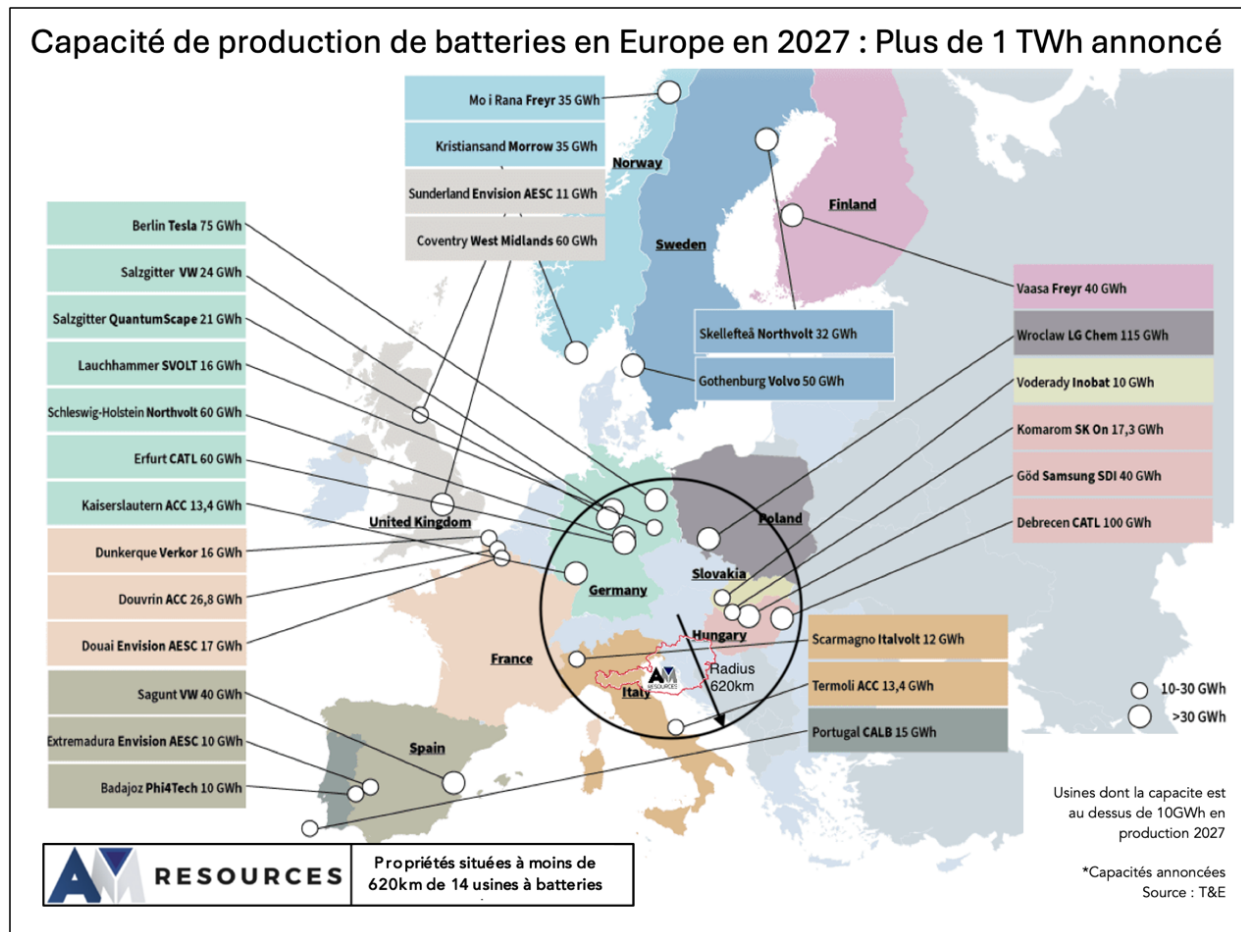 Capacité de production de batteries en Europe en 2027 : Plus de 1 TWh annoncé
Mo i Rana Freyr 35 GWh
Kristiansand Morrow 35 GWh
Sunderland Envision AESC 11 GWh
Coventry West Midlands 60 GWh
Norway
Sweden
Finland
Berlin Tesla 75 GWh
Salzgitter VW 24 GWh
Salzgitter QuantumScape 21 GWh
Lauchhammer SVOLT 16 GWh
Schleswig-Holstein Northvolt 60 GWh
Erfurt CATL 60 GWh
Kaiserslautern ACC 13,4 GWh
Dunkerque Verkor 16 GWh
Douvrin ACC 26,8 GWh
Douai Envision AESC 17 GWh
Sagunt VW 40 GWh
Extremadura Envision AESC 10 GWh
Badajoz Phi4Tech 10 GWh
Skellefteå Northvolt 32 GWh
Gothenburg Volvo 50 GWh
Vaasa Freyr 40 GWh
Wroclaw LG Chem 115 GWh
Voderady Inobat 10 GWh
Komarom SK On 17,3 GWh
Göd Samsung SDI 40 GWh
Debrecen CATL 100 GWh
United Kingdom
Poland
Germany
Slovakia
Hungary
France
Italy
Spain
AM
RESOURCES
Radius
620km
Scarmagno Italvolt 12 GWh
Termoli ACC 13,4 GWh
Portugal CALB 15 GWh
10-30 GWh
>30 GWh
Usines dont la capacite est
au dessus de 10GWh en
production 2027
*Capacités annoncées
Source : T&E
AM RESOURCES
Propriétés situées à moins de
620km de 14 usines à batteries